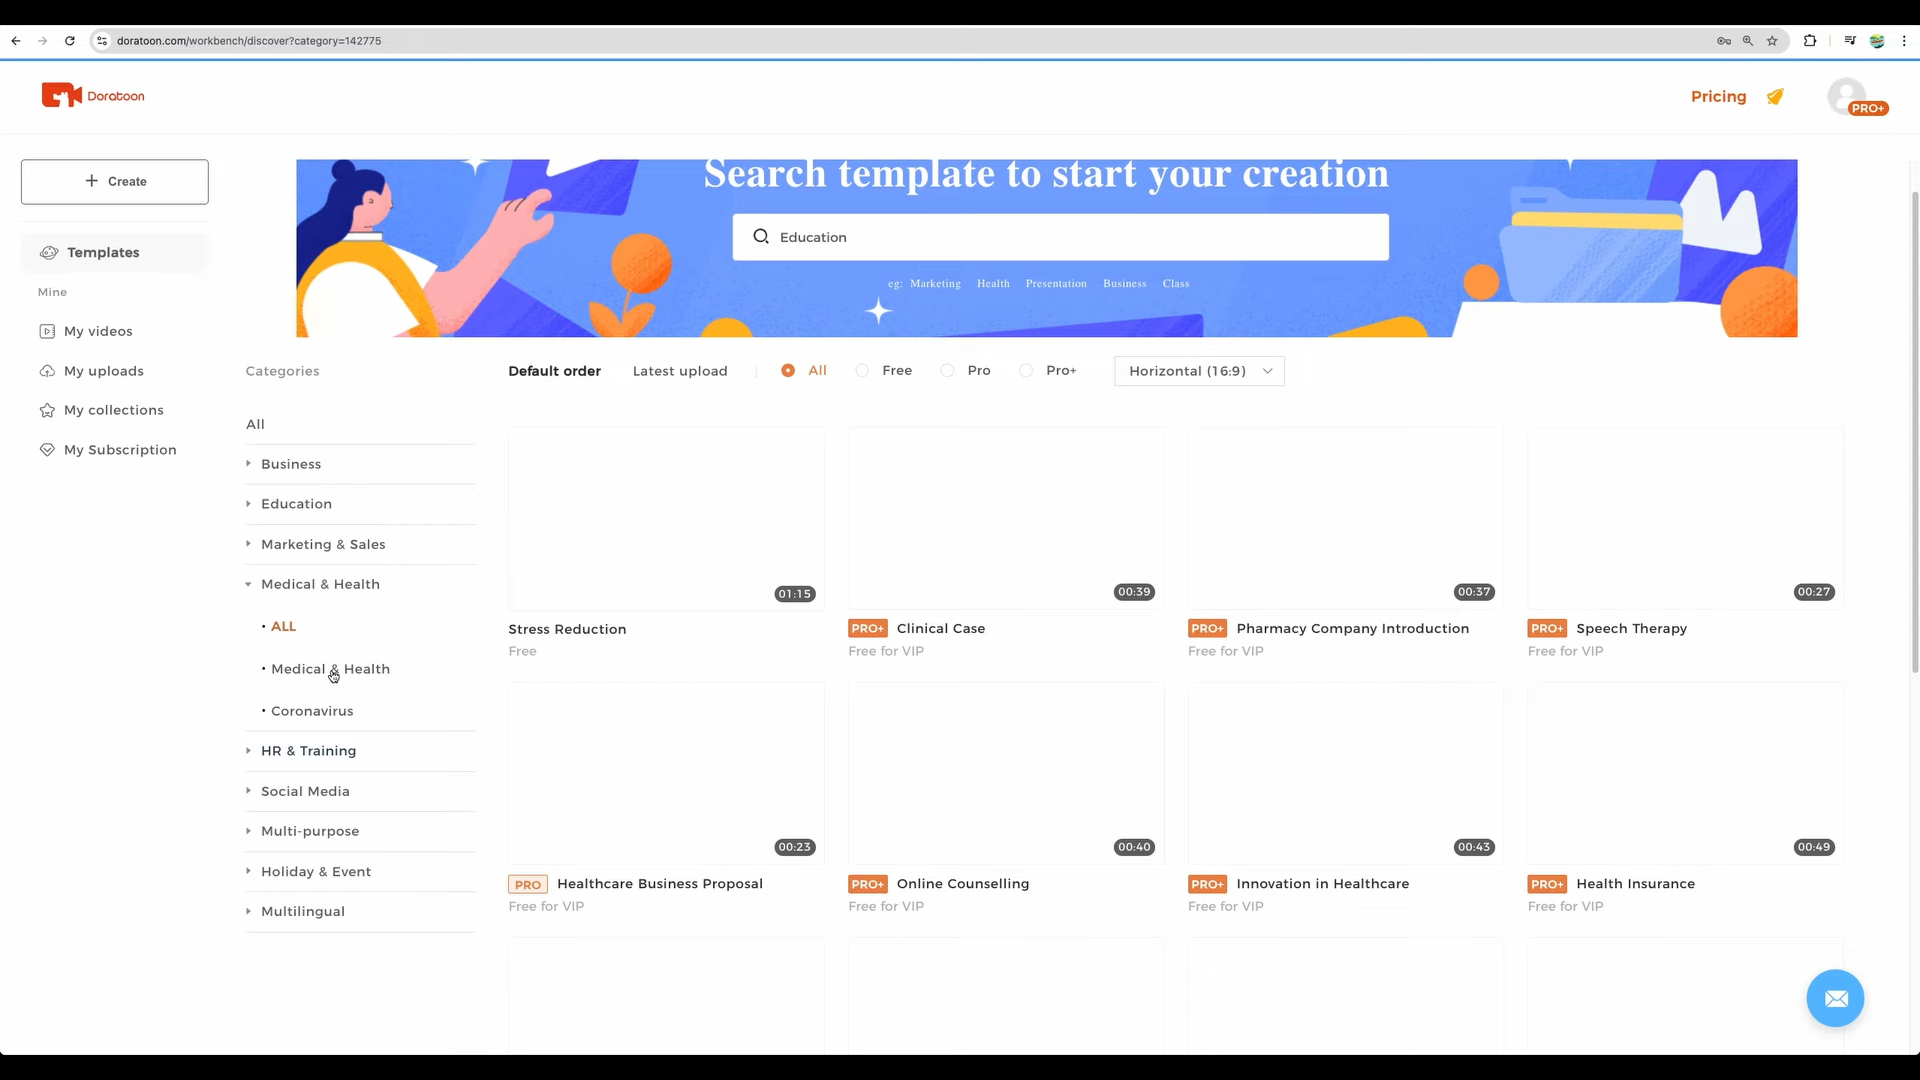 doratoon.com/workbench/discover?category=142775
Doratoon
Pricing
PRO+
+ Create
Templates
Mine
My videos
My uploads
My collections
My Subscription
Search template to start your creation
Education
eg: Marketing Health Presentation Business Class
Categories
All
Business
Education
Marketing & Sales
Medical & Health
• ALL
• Medical & Health
• Coronavirus
HR & Training
Social Media
Multi-purpose
Holiday & Event
Multilingual
Default order Latest upload All Free Pro Pro+ Horizontal (16:9)
01:15 00:39 00:37 00:27
Stress Reduction PRO+ Clinical Case PRO+ Pharmacy Company Introduction PRO+ Speech Therapy
Free Free for VIP Free for VIP Free for VIP
00:23 00:40 00:43 00:49
PRO Healthcare Business Proposal PRO+ Online Counselling PRO+ Innovation in Healthcare PRO+ Health Insurance
Free for VIP Free for VIP Free for VIP Free for VIP